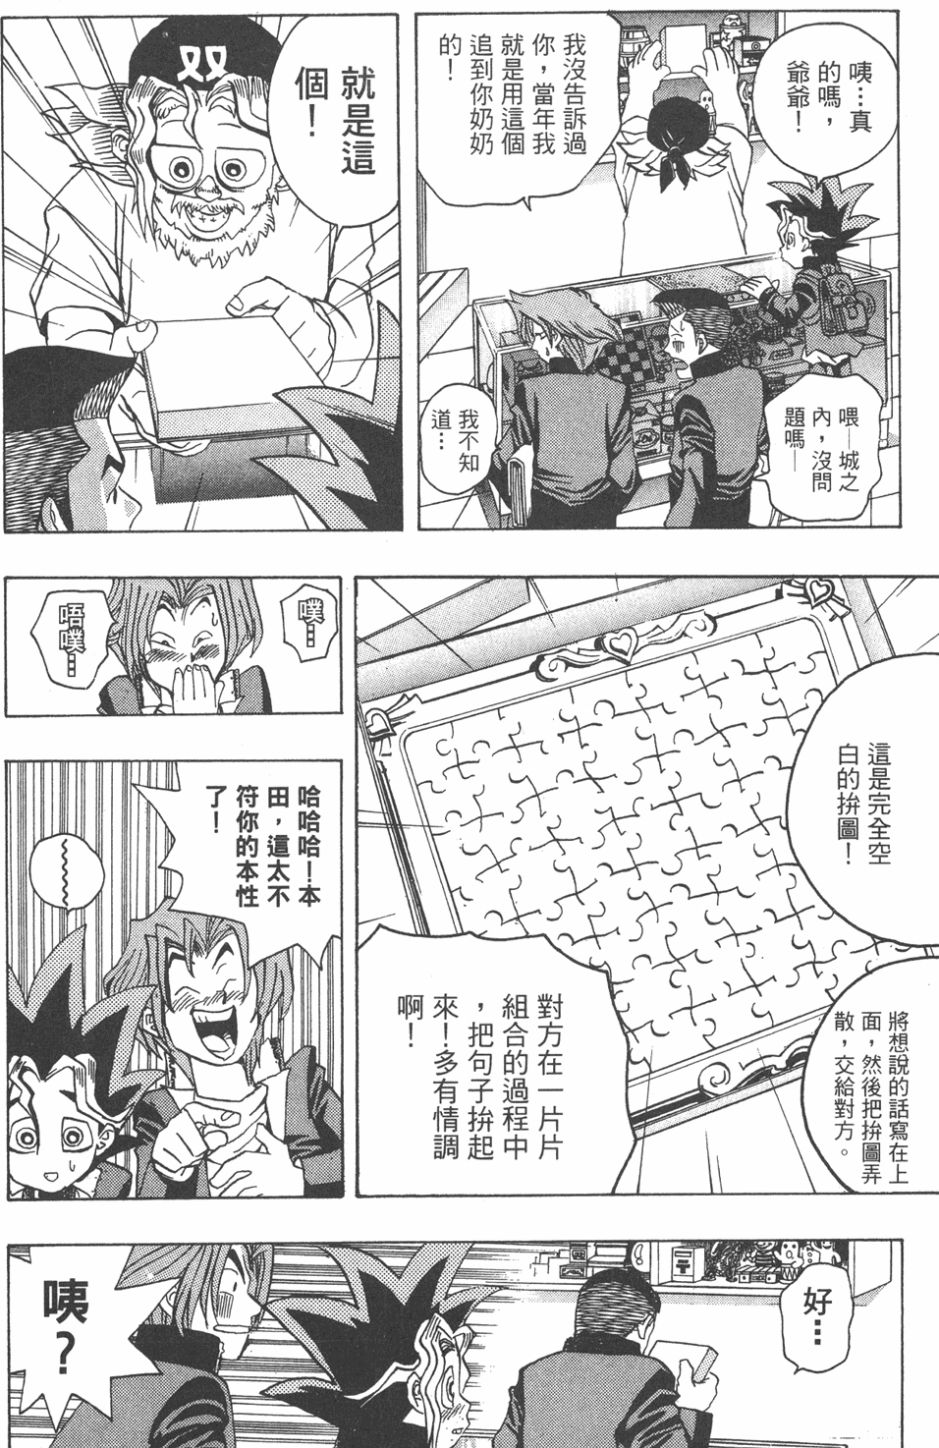 咦…真
的嗎，
爺爺！
我沒告訴過
你，當年我
就是用這個
追到你奶奶
的！
喂—城之
內，沒問
題嗎—
我不知
道…
双
就是這
個！
這是完全空
白的拚圖！
將想說的話寫在上
面，然後把拚圖弄
散，交給對方。
對方在一片片
組合的過程中
，把句子拚起
來！多有情調
啊！
噗…
唔噗…
哈哈哈！本
田，這太不
符你的本性
了！
好…
咦？